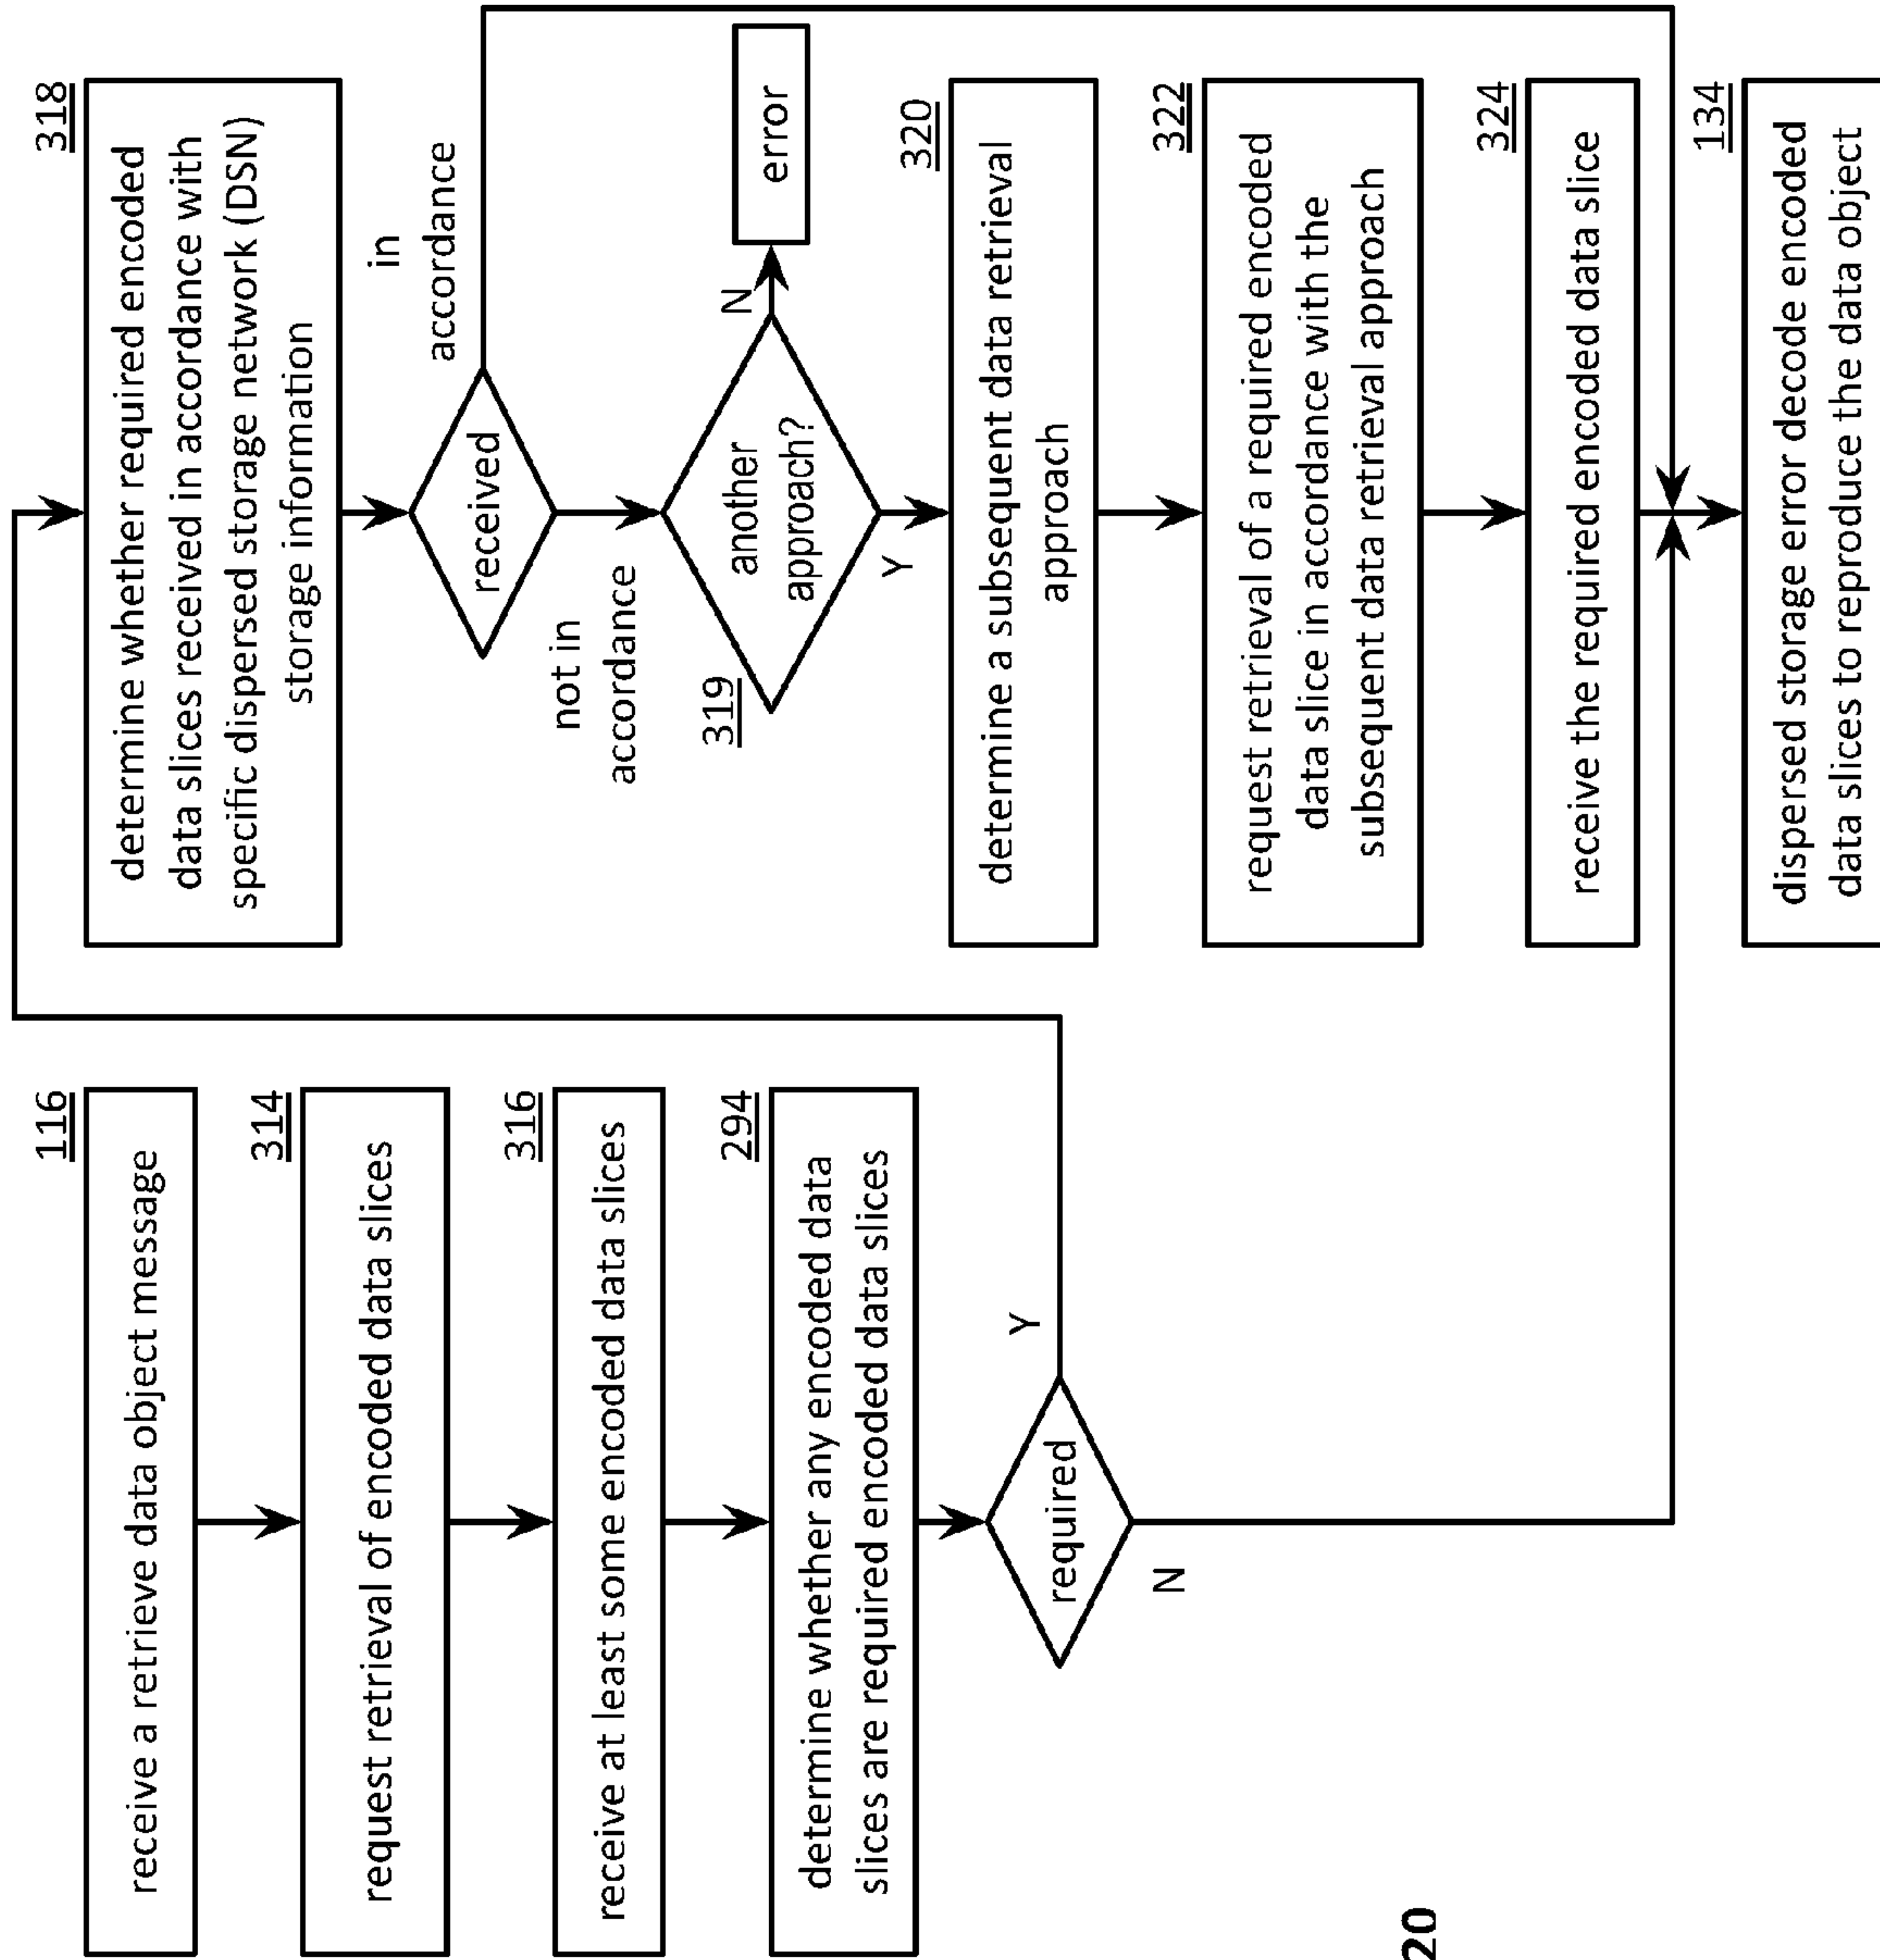 116
receive a retrieve data object message
314
request retrieval of encoded data slices
316
receive at least some encoded data slices
294
determine whether any encoded data
slices are required encoded data slices
required
Y
N
318
determine whether required encoded
data slices received in accordance with
specific dispersed storage network (DSN)
storage information
received
in
accordance
not in
accordance
319
another
approach?
N
error
Y
320
determine a subsequent data retrieval
approach
322
request retrieval of a required encoded
data slice in accordance with the
subsequent data retrieval approach
324
receive the required encoded data slice
134
dispersed storage error decode encoded
data slices to reproduce the data object
20